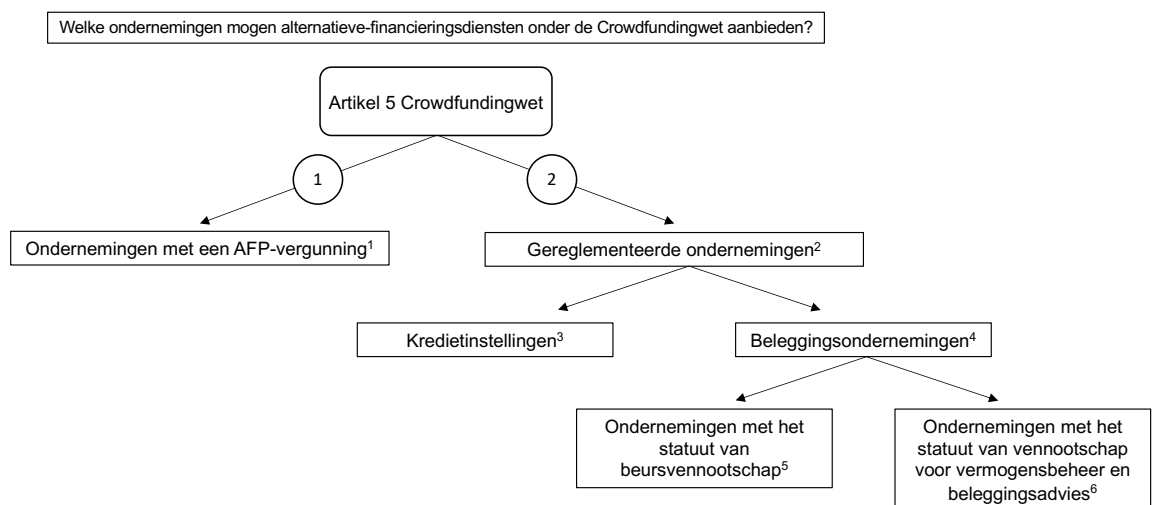 Welke ondernemingen mogen alternatieve-financieringsdiensten onder de Crowdfundingwet aanbieden?
Artikel 5 Crowdfundingwet
1
2
Ondernemingen met een AFP-vergunning¹
Gereglementeerde ondernemingen²
Kredietinstellingen³
Beleggingsondernemingen⁴
Ondernemingen met het
statuut van
beursvennootschap⁵
Ondernemingen met het
statuut van vennootschap
voor vermogensbeheer en
beleggingsadvies⁶